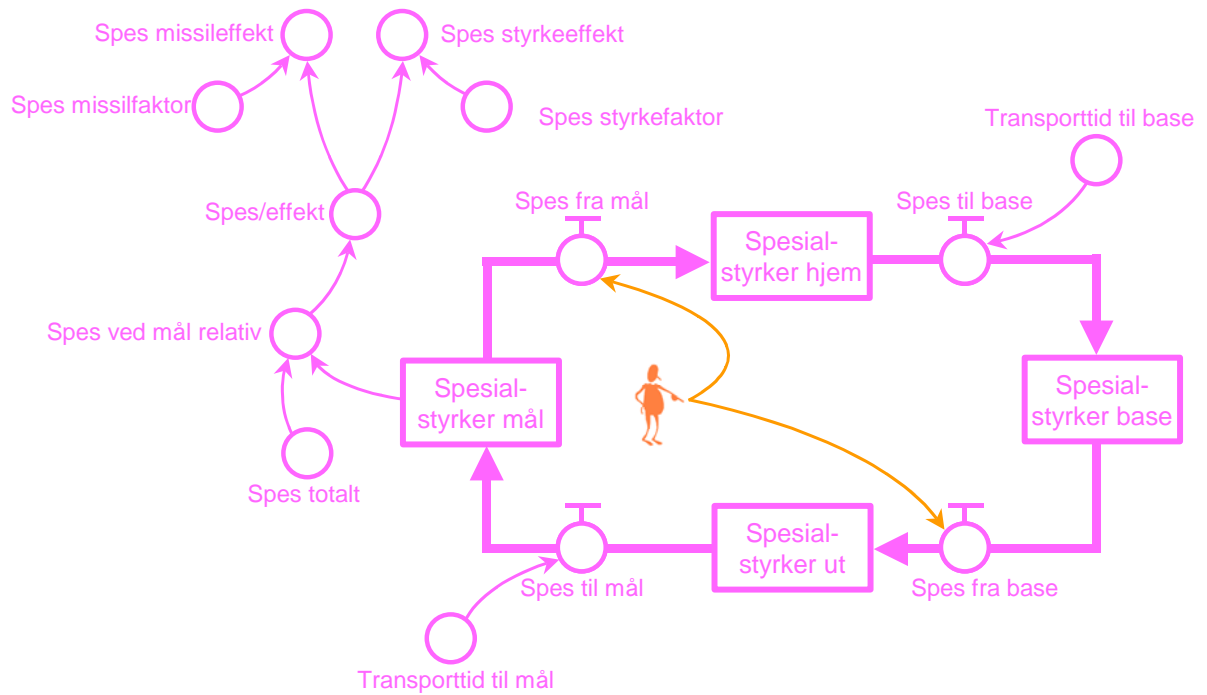 Spes missileffekt
Spes styrkeeffekt
Spes missilfaktor
Spes styrkefaktor
Transporttid til base
Spes/effekt
Spes fra mål
Spes til base
Spesial-
styrker hjem
Spes ved mål relativ
Spesial-
styrker mål
Spesial-
styrker base
Spes totalt
Spesial-
styrker ut
Spes til mål
Spes fra base
Transporttid til mål